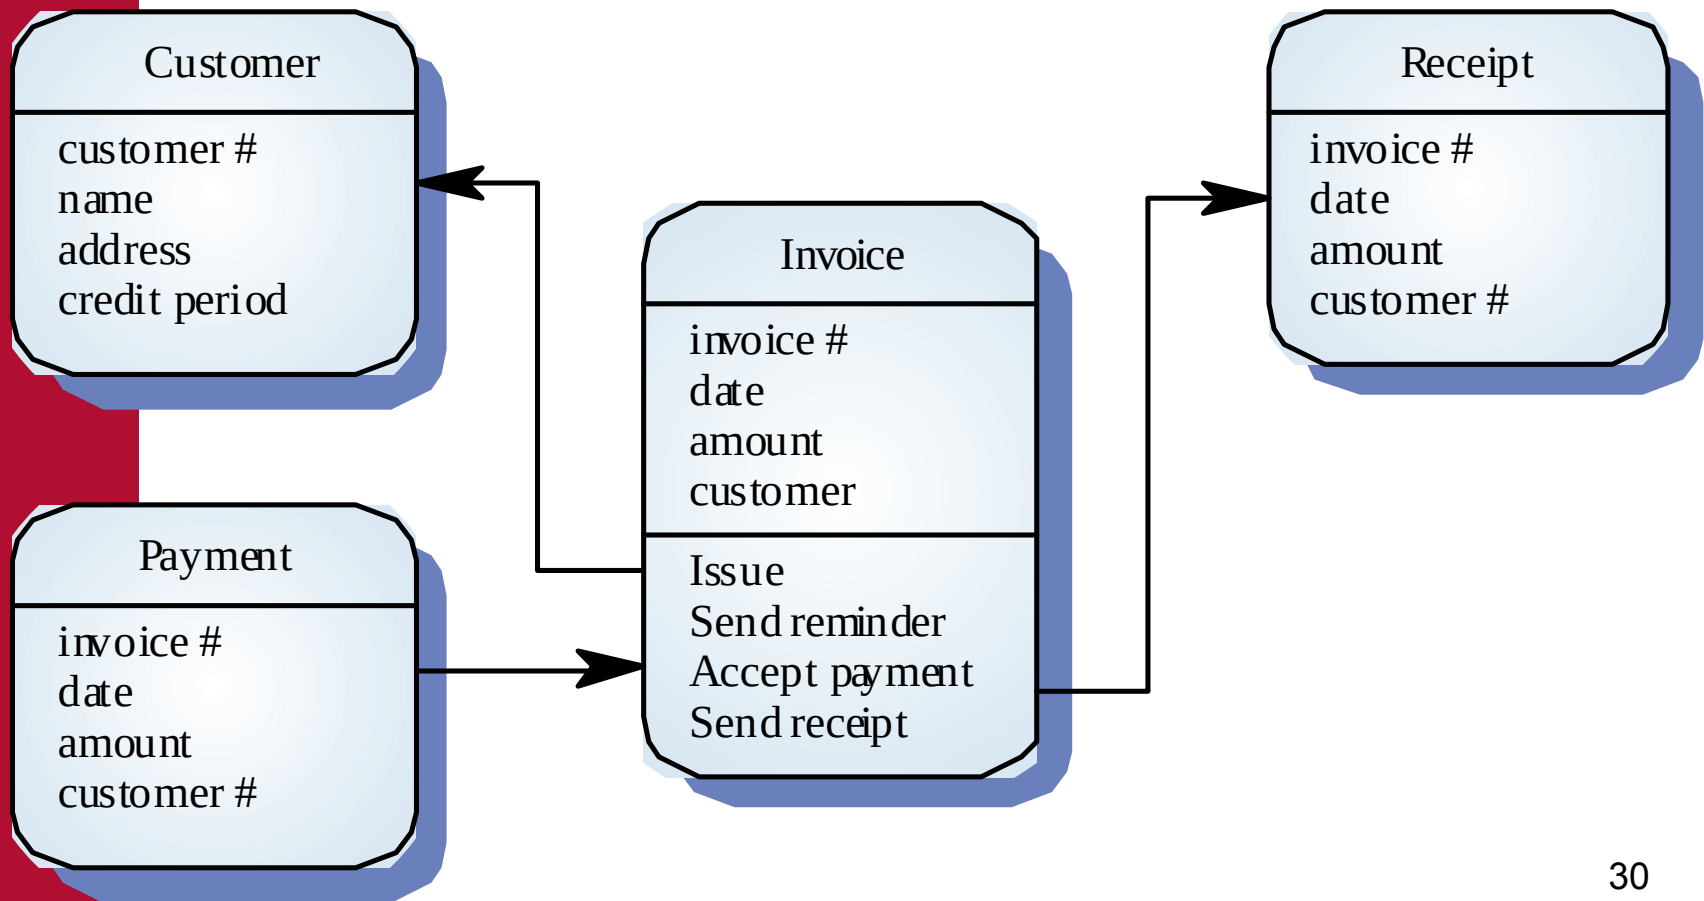 Customer
customer #
name
address
credit period
Receipt
invoice #
date
amount
customer #
Invoice
invoice #
date
amount
customer
Issue
Send reminder
Accept payment
Send receipt
Payment
invoice #
date
amount
customer #
30